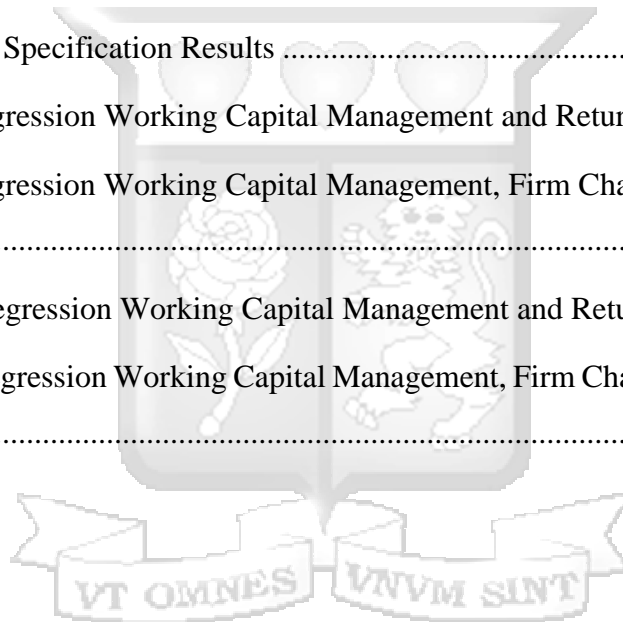 Specification Results ..............................................
gression Working Capital Management and Retur
gression Working Capital Management, Firm Cha
..........................................................................................
egression Working Capital Management and Retu
gression Working Capital Management, Firm Cha
..........................................................................................
VT OMNES VNVM SINT